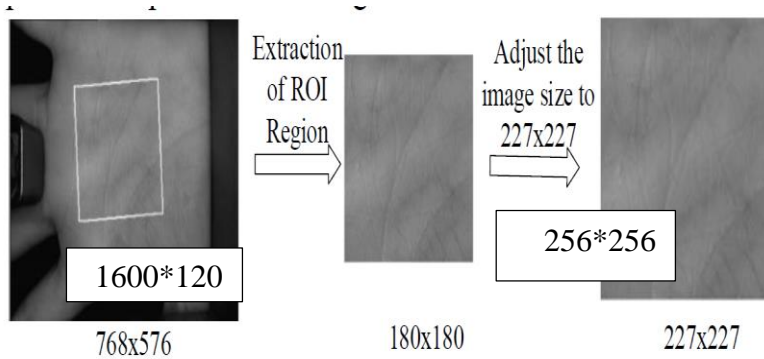 Extraction
of ROI
Region
Adjust the
image size to
227x227
1600*120
256*256
768x576
180x180
227x227